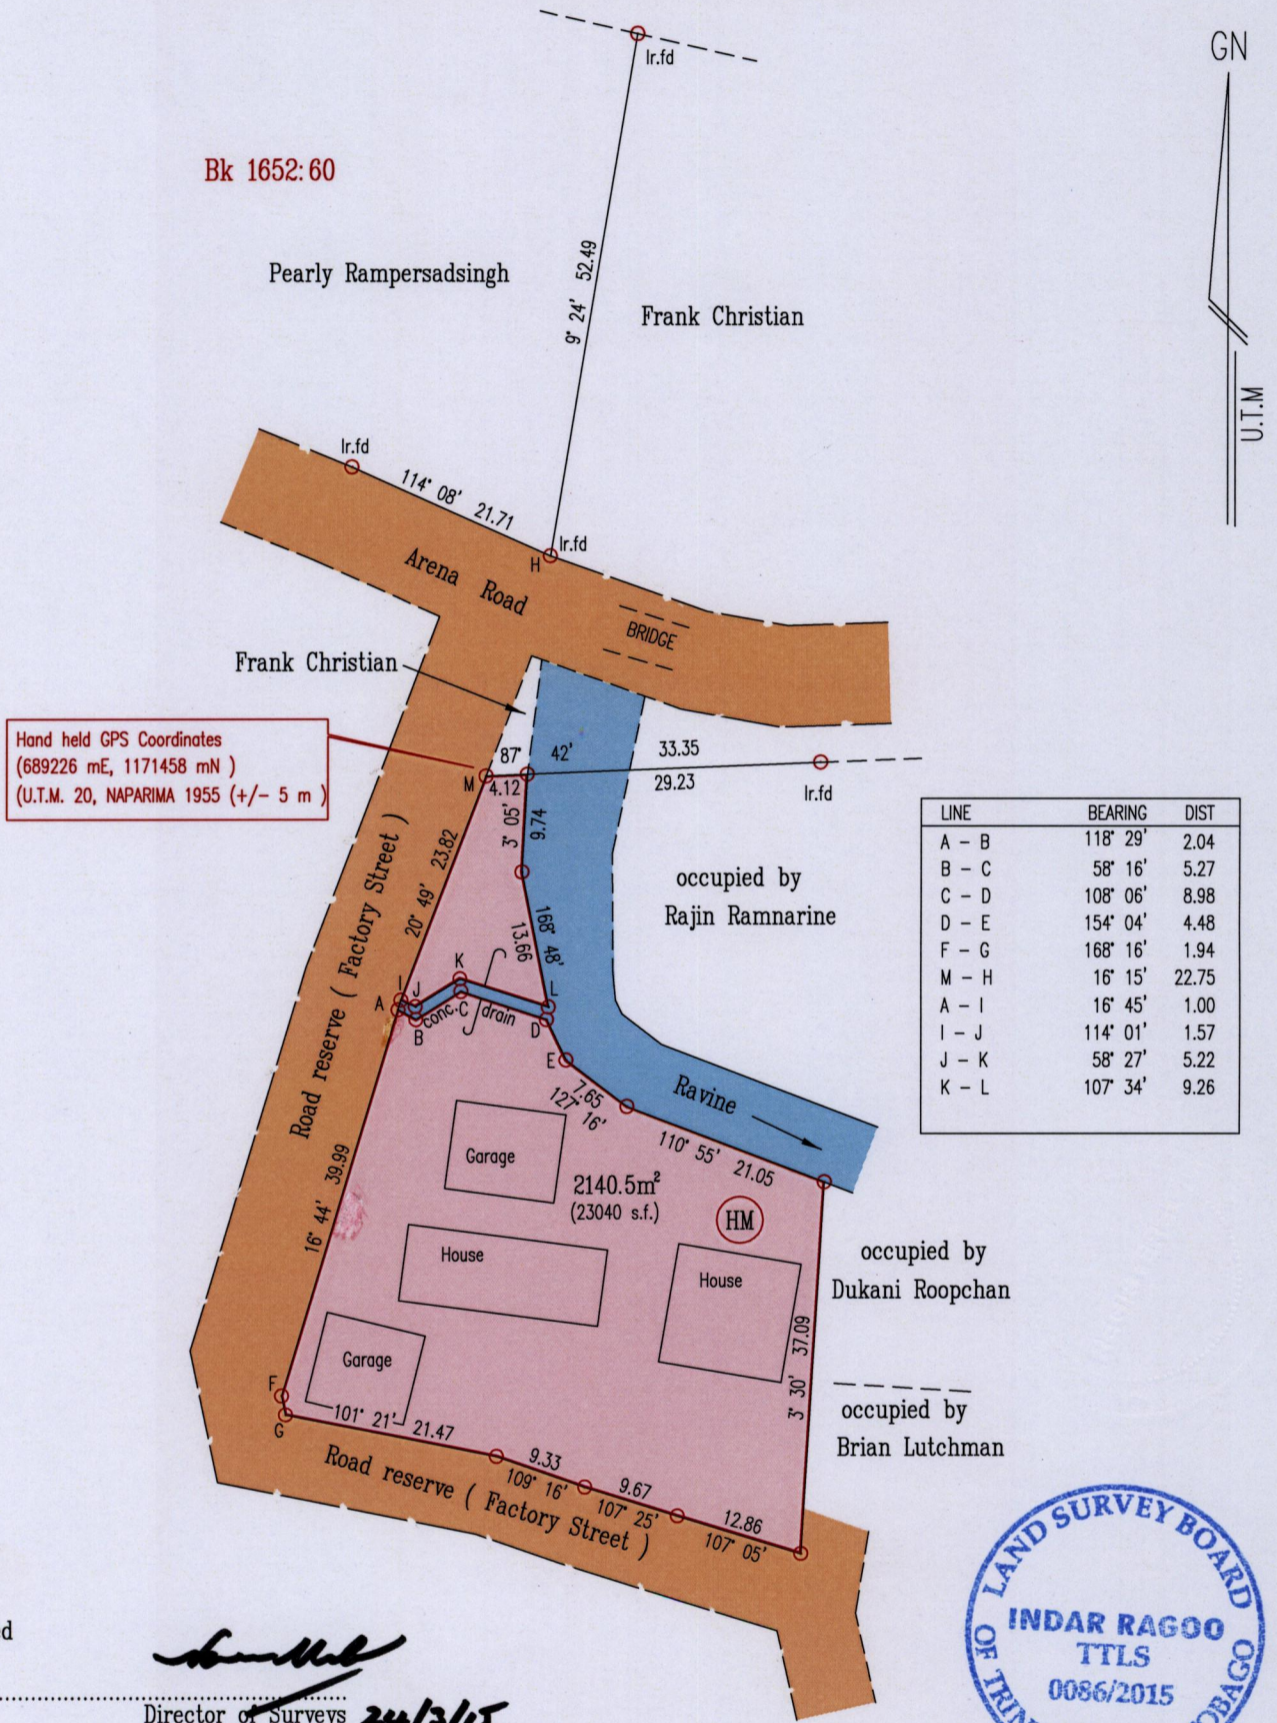 GN
U.T.M
Ir.fd
Bk 1652:60
9° 24' 52.49
Pearly Rampersadsingh
Frank Christian
Ir.fd
114° 08' 21.71
Ir.fd
H
Arena Road
BRIDGE
Frank Christian
Hand held GPS Coordinates
(689226 mE, 1171458 mN )
(U.T.M. 20, NAPARIMA 1955 (+/- 5 m )
M
87° 42'
4.12
33.35
29.23
Ir.fd
3° 05'
9.74
20° 49' 23.82
Road reserve ( Factory Street )
168° 48'
13.66
occupied by
Rajin Ramnarine
LINE BEARING DIST
A - B 118° 29' 2.04
B - C 58° 16' 5.27
C - D 108° 06' 8.98
D - E 154° 04' 4.48
F - G 168° 16' 1.94
M - H 16° 15' 22.75
A - I 16° 45' 1.00
I - J 114° 01' 1.57
J - K 58° 27' 5.22
K - L 107° 34' 9.26
I
J
K
L
A
B
C
D
E
conc. drain
Ravine
7.65
127° 16'
110° 55' 21.05
16° 44' 39.99
Garage
2140.5m²
(23040 s.f.)
HM
House
House
Garage
occupied by
Dukani Roopchan
3° 30' 37.09
occupied by
Brian Lutchman
F
G
101° 21' 21.47
9.33
109° 16'
9.67
107° 25'
12.86
107° 05'
Road reserve ( Factory Street )
LAND SURVEY BOARD
INDAR RAGOO
TTLS
0086/2015
Director of Surveys 24/3/15